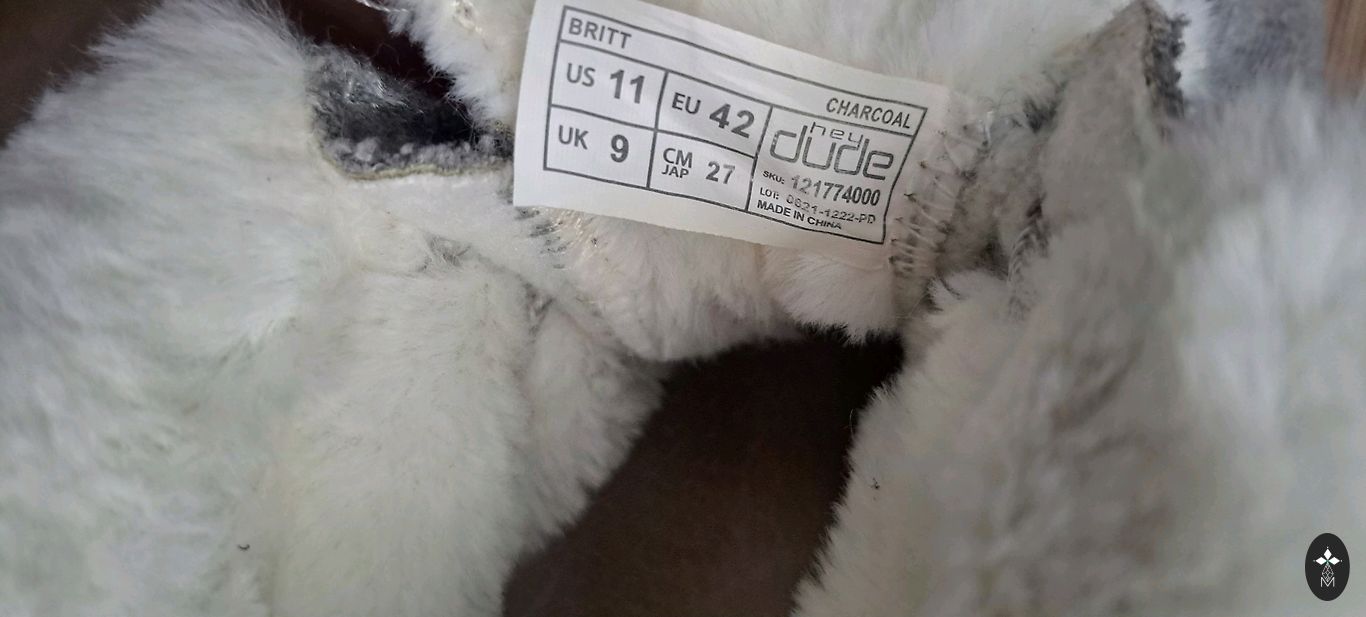 BRITT
CHARCOAL
US 11
EU 42
UK 9
CM
JAP 27
hey
dude
SKU: 121774000
LOT: 0621-1222-PD
MADE IN CHINA
M